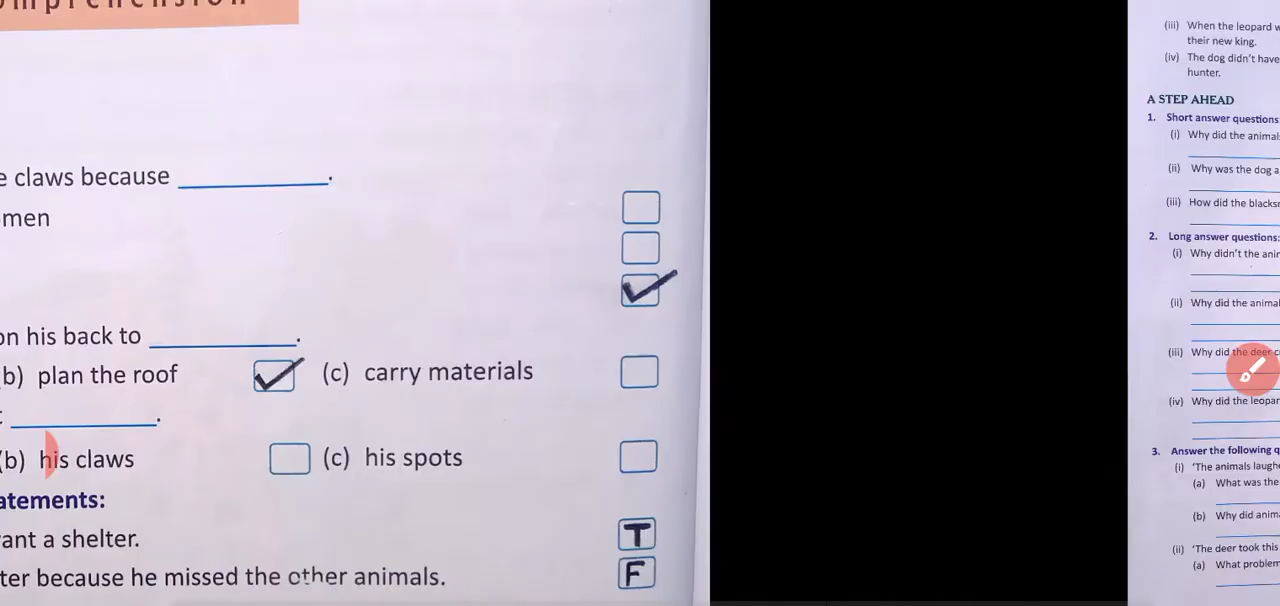 e claws because ____________.
men
on his back to ____________.
b) plan the roof (c) carry materials
____________.
(b) his claws (c) his spots
atements:
ant a shelter.
T
ter because he missed the other animals.
F
(iii) When the leopard w
their new king.
(iv) The dog didn't have
hunter.
A STEP AHEAD
1. Short answer questions
(i) Why did the animal
(ii) Why was the dog a
(iii) How did the blacks
2. Long answer questions:
(i) Why didn't the ani
(ii) Why did the animal
(iii) Why did the deer c
(iv) Why did the leopar
3. Answer the following q
(i) 'The animals laugh
(a) What was the
(b) Why did anim
(ii) 'The deer took this
(a) What problem